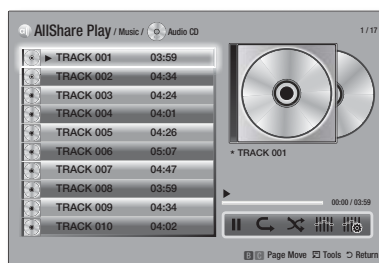 AllShare Play / Music / Audio CD 1 / 17
TRACK 001 03:59
TRACK 002 04:34
TRACK 003 04:24
TRACK 004 04:01
TRACK 005 04:26
TRACK 006 05:07
TRACK 007 04:47
TRACK 008 03:59
TRACK 009 04:34
TRACK 010 04:02
* TRACK 001
00:00 / 03:59
B C Page Move Tools Return